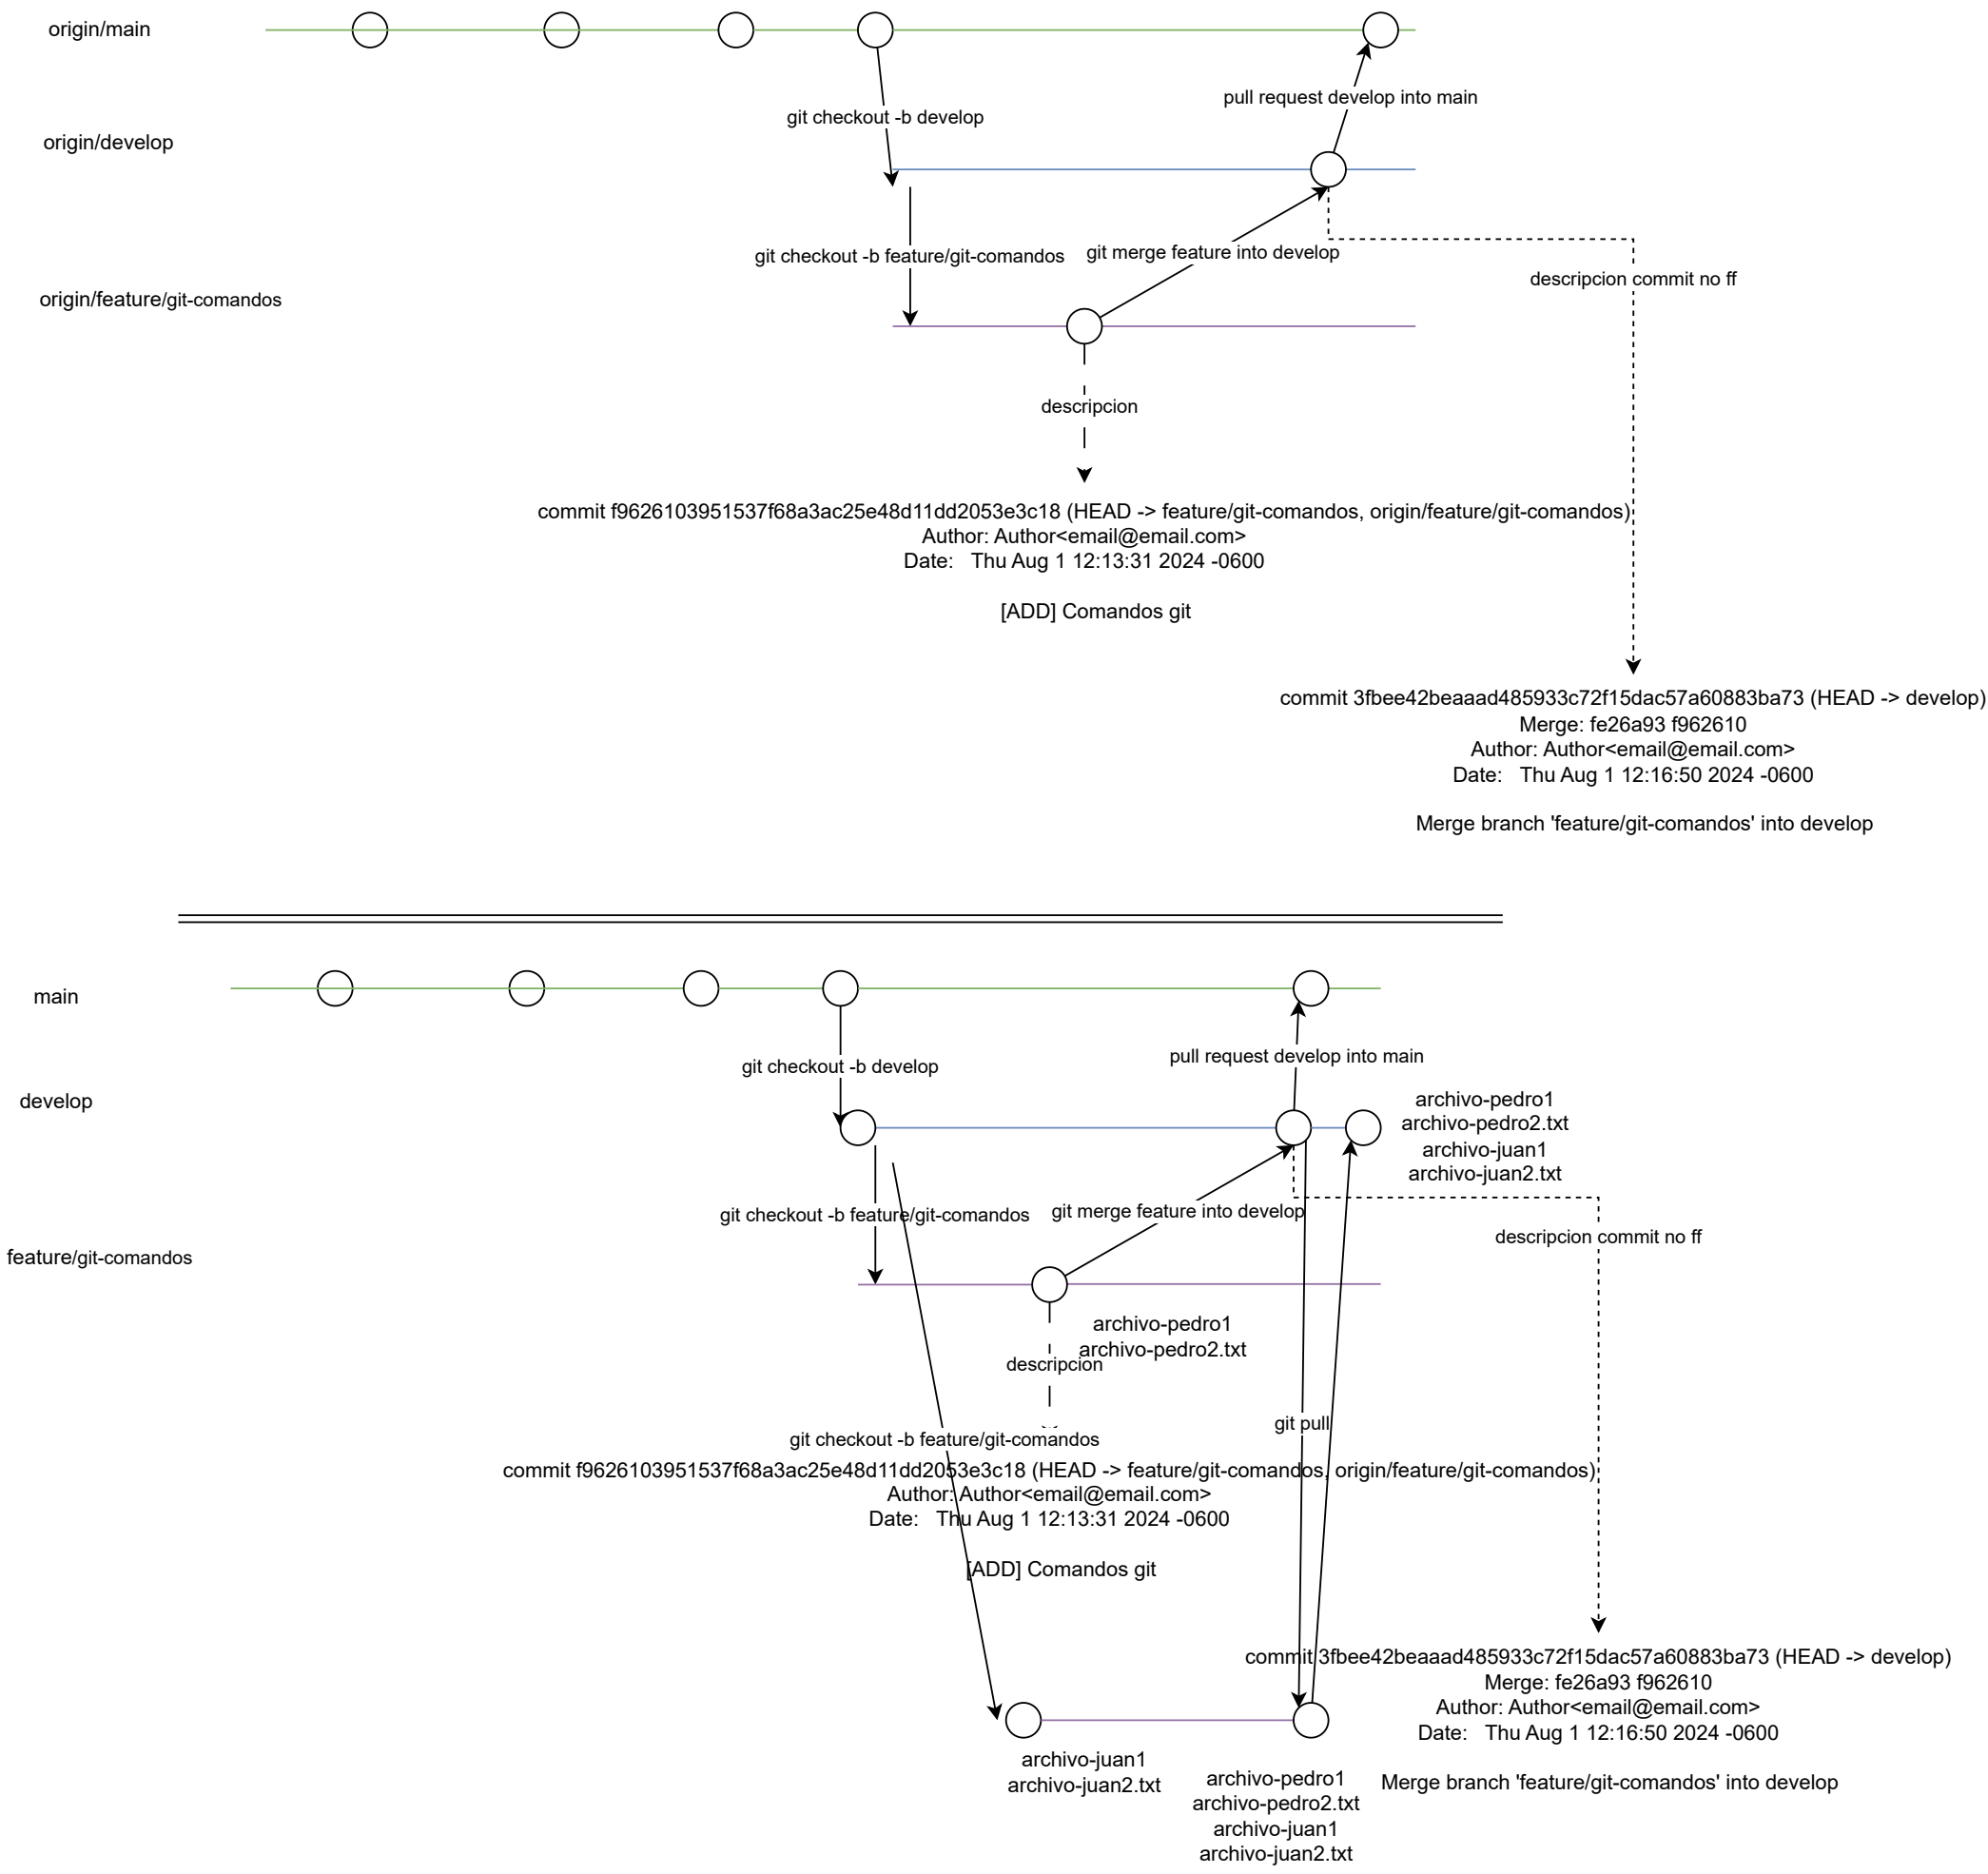 origin/main
pull request develop into main
git checkout -b develop
origin/develop
git checkout -b feature/git-comandos
git merge feature into develop
descripcion commit no ff
origin/feature/git-comandos
descripcion
commit f9626103951537f68a3ac25e48d11dd2053e3c18 (HEAD -> feature/git-comandos, origin/feature/git-comandos)
Author: Author<email@email.com>
Date:   Thu Aug 1 12:13:31 2024 -0600
[ADD] Comandos git
commit 3fbee42beaaad485933c72f15dac57a60883ba73 (HEAD -> develop)
Merge: fe26a93 f962610
Author: Author<email@email.com>
Date:   Thu Aug 1 12:16:50 2024 -0600
Merge branch 'feature/git-comandos' into develop
main
pull request develop into main
git checkout -b develop
develop
archivo-pedro1
archivo-pedro2.txt
archivo-juan1
archivo-juan2.txt
git checkout -b feature/git-comandos
git merge feature into develop
descripcion commit no ff
feature/git-comandos
archivo-pedro1
archivo-pedro2.txt
descripcion
git pull
git checkout -b feature/git-comandos
commit f9626103951537f68a3ac25e48d11dd2053e3c18 (HEAD -> feature/git-comandos, origin/feature/git-comandos)
Author: Author<email@email.com>
Date:   Thu Aug 1 12:13:31 2024 -0600
[ADD] Comandos git
commit 3fbee42beaaad485933c72f15dac57a60883ba73 (HEAD -> develop)
Merge: fe26a93 f962610
Author: Author<email@email.com>
Date:   Thu Aug 1 12:16:50 2024 -0600
Merge branch 'feature/git-comandos' into develop
archivo-juan1
archivo-juan2.txt
archivo-pedro1
archivo-pedro2.txt
archivo-juan1
archivo-juan2.txt